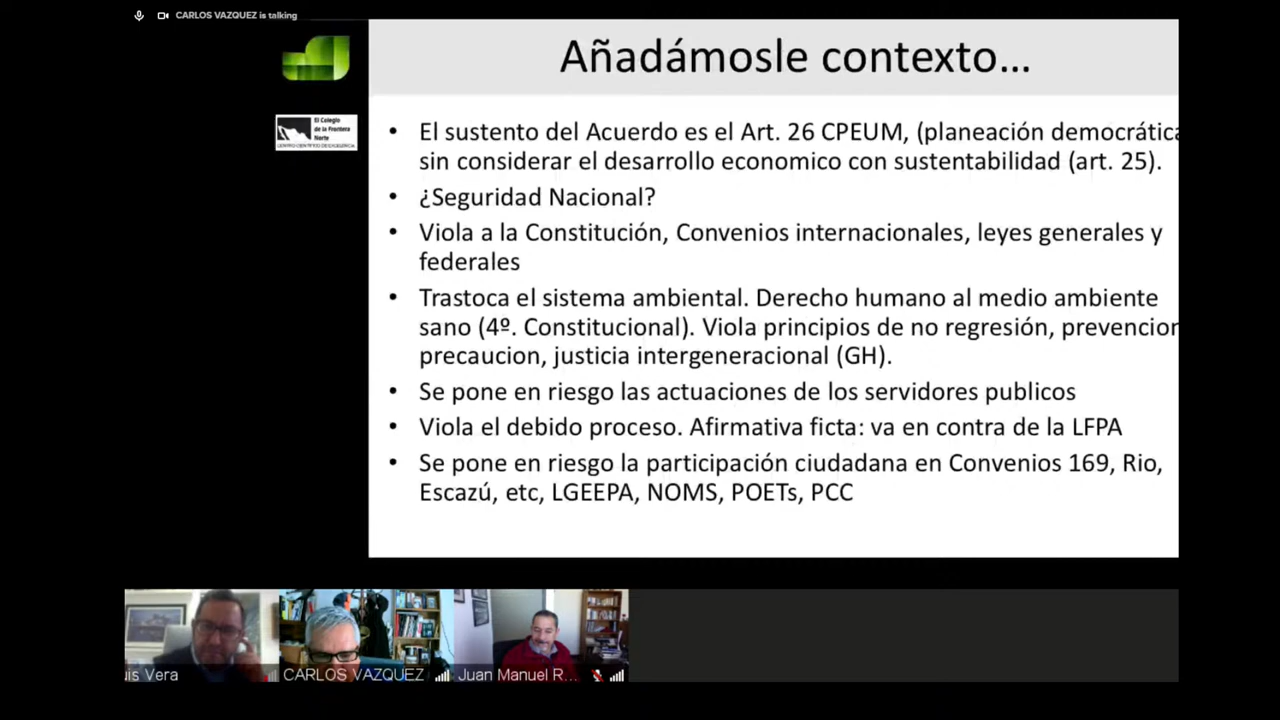 CARLOS VAZQUEZ is talking
Añadámosle contexto...
El Colegio
de la Frontera
Norte
• El sustento del Acuerdo es el Art. 26 CPEUM, (planeación democrática
sin considerar el desarrollo economico con sustentabilidad (art. 25).
• ¿Seguridad Nacional?
• Viola a la Constitución, Convenios internacionales, leyes generales y
federales
• Trastoca el sistema ambiental. Derecho humano al medio ambiente
sano (4º. Constitucional). Viola principios de no regresión, prevencion
precaucion, justicia intergeneracional (GH).
• Se pone en riesgo las actuaciones de los servidores publicos
• Viola el debido proceso. Afirmativa ficta: va en contra de la LFPA
• Se pone en riesgo la participación ciudadana en Convenios 169, Rio,
Escazú, etc, LGEEPA, NOMS, POETs, PCC
uis Vera
CARLOS VAZQUEZ
Juan Manuel R...